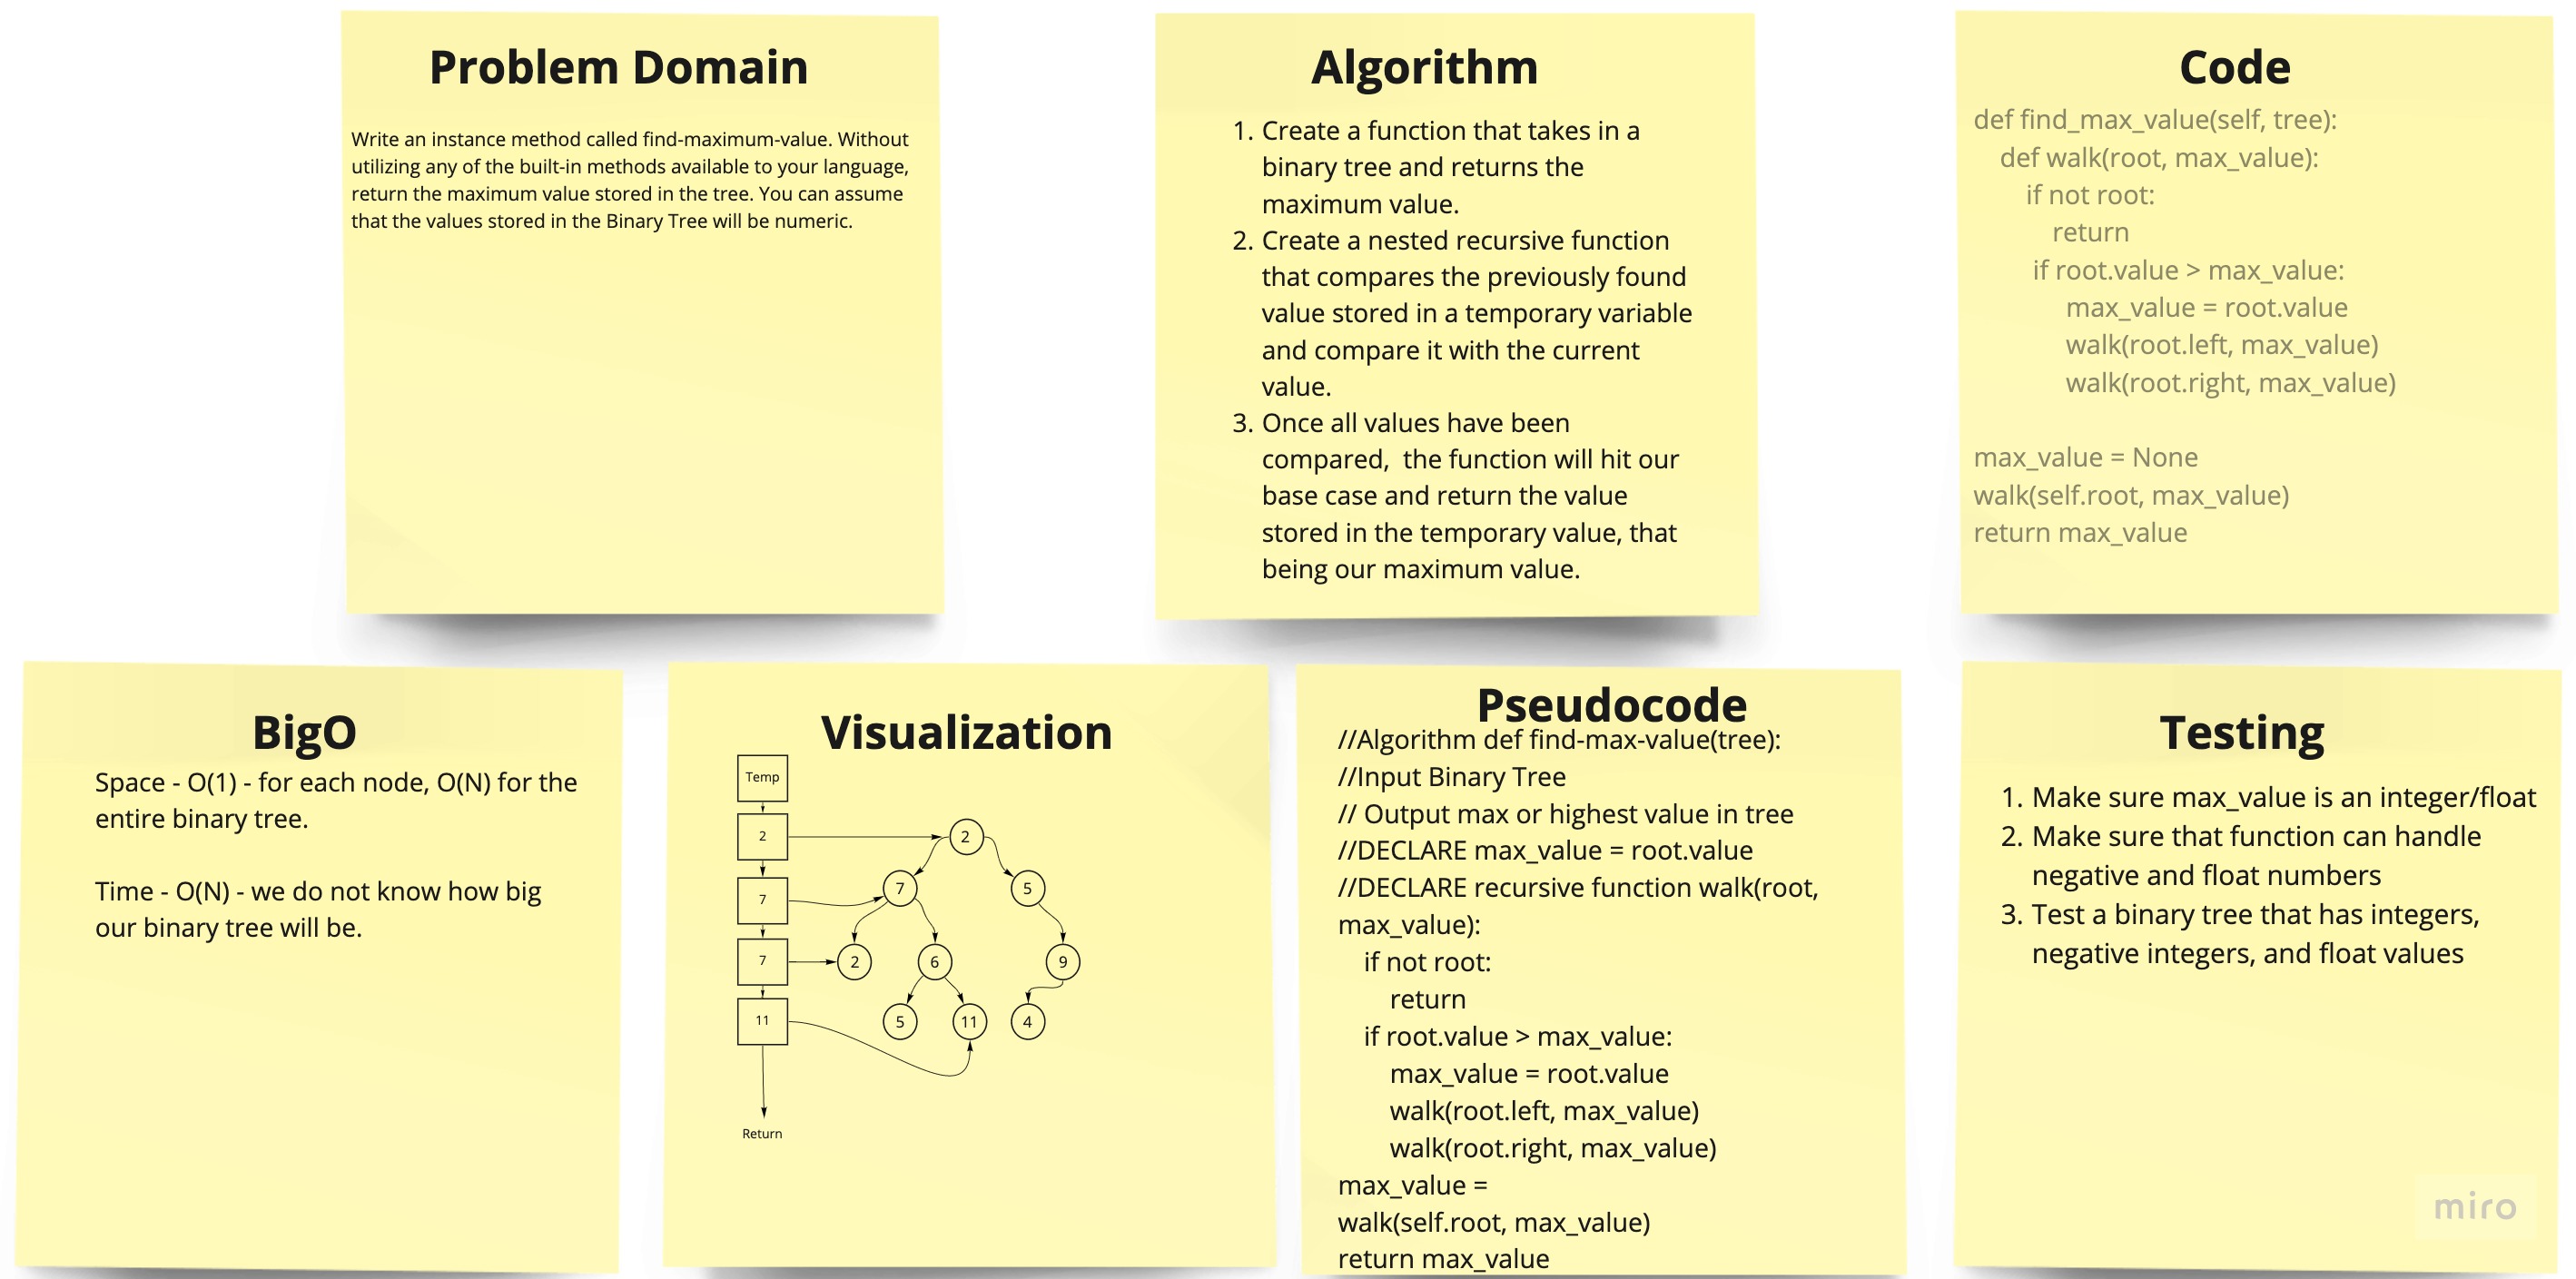 Problem Domain
Write an instance method called find-maximum-value. Without
utilizing any of the built-in methods available to your language,
return the maximum value stored in the tree. You can assume
that the values stored in the Binary Tree will be numeric.
Algorithm
1. Create a function that takes in a
binary tree and returns the
maximum value.
2. Create a nested recursive function
that compares the previously found
value stored in a temporary variable
and compare it with the current
value.
3. Once all values have been
compared,  the function will hit our
base case and return the value
stored in the temporary value, that
being our maximum value.
Code
def find_max_value(self, tree):
def walk(root, max_value):
if not root:
return
if root.value > max_value:
max_value = root.value
walk(root.left, max_value)
walk(root.right, max_value)
max_value = None
walk(self.root, max_value)
return max_value
BigO
Space - O(1) - for each node, O(N) for the
entire binary tree.
Time - O(N) - we do not know how big
our binary tree will be.
Visualization
Temp
2
2
7
7
5
7
2
6
9
11
5
11
4
Return
Pseudocode
//Algorithm def find-max-value(tree):
//Input Binary Tree
// Output max or highest value in tree
//DECLARE max_value = root.value
//DECLARE recursive function walk(root,
max_value):
if not root:
return
if root.value > max_value:
max_value = root.value
walk(root.left, max_value)
walk(root.right, max_value)
max_value =
walk(self.root, max_value)
return max_value
Testing
1. Make sure max_value is an integer/float
2. Make sure that function can handle
negative and float numbers
3. Test a binary tree that has integers,
negative integers, and float values
miro